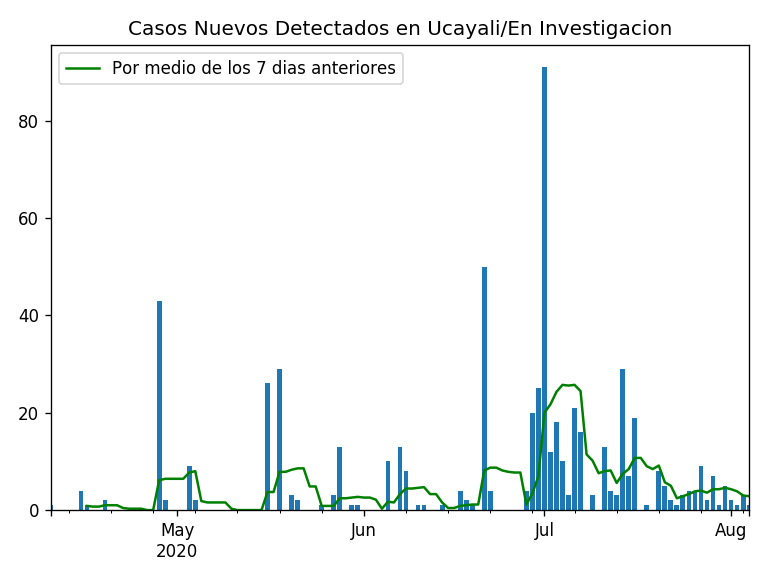 Casos Nuevos Detectados en Ucayali/En Investigacion
Por medio de los 7 dias anteriores
80
60
40
20
0
May
2020
Jun
Jul
Aug